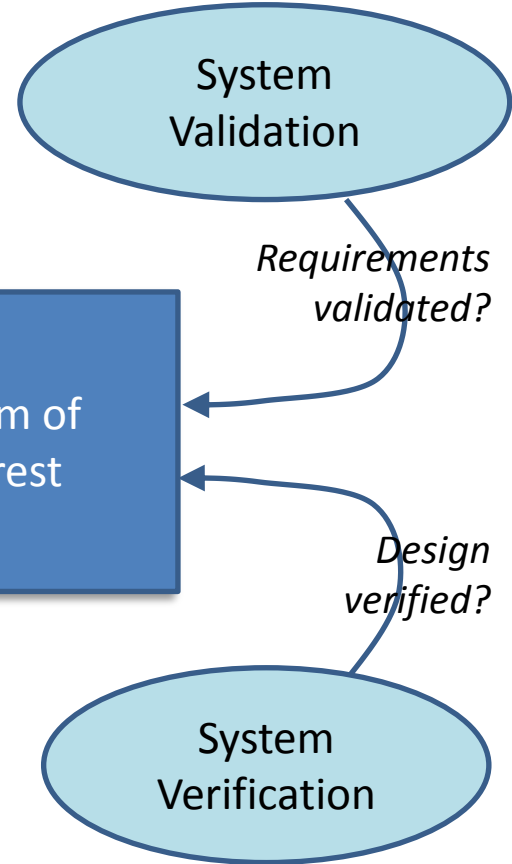 System
Validation
Requirements
validated?
m of
rest
Design
verified?
System
Verification